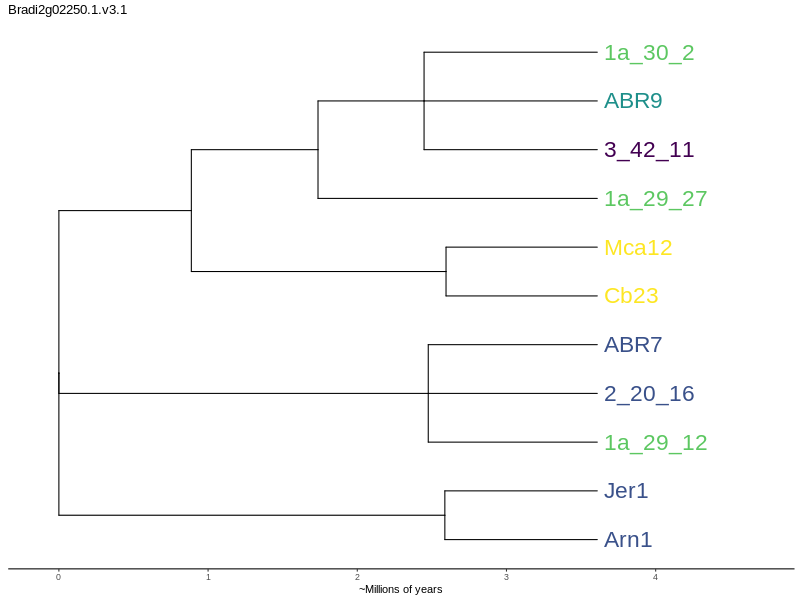 Bradi2g02250.1.v3.1
1a_30_2
ABR9
3_42_11
1a_29_27
Mca12
Cb23
ABR7
2_20_16
1a_29_12
Jer1
Arn1
0 1 2 3 4
~Millions of years